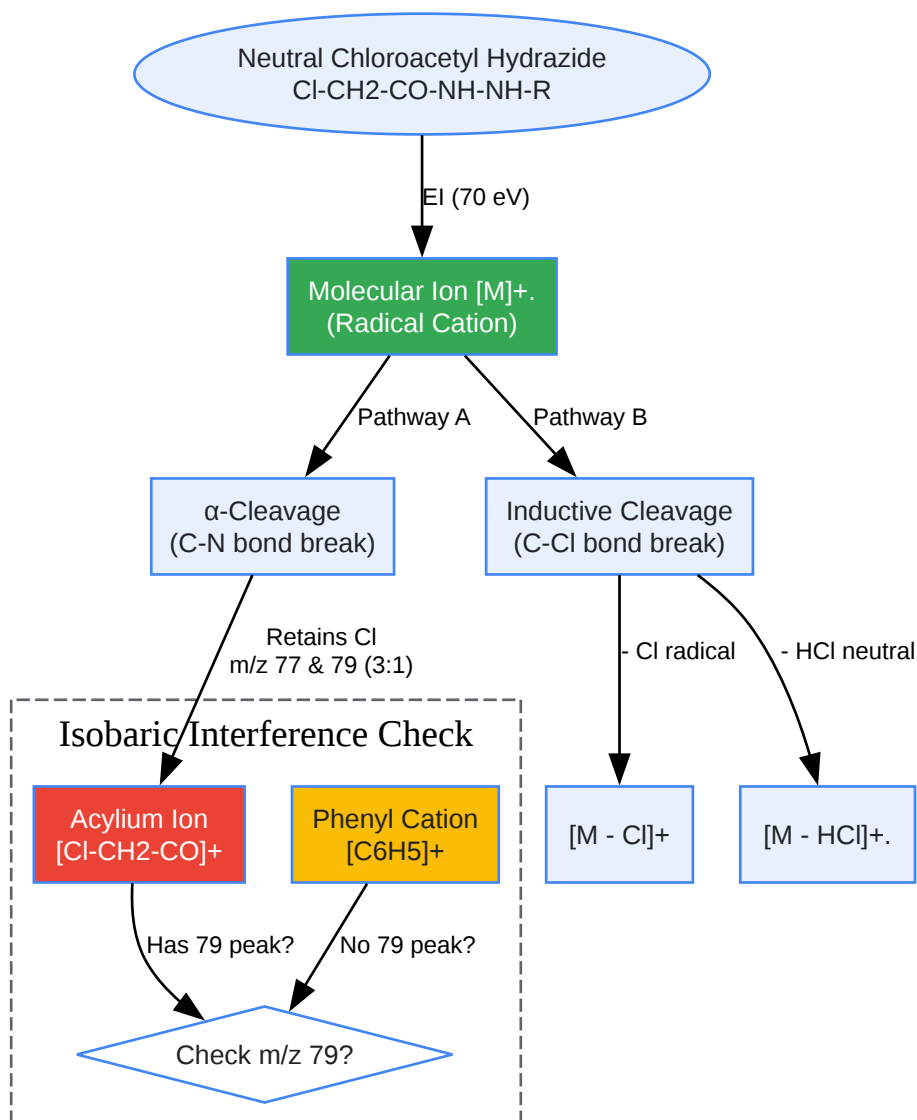 Neutral Chloroacetyl Hydrazide
Cl-CH2-CO-NH-NH-R
EI (70 eV)
Molecular Ion [M]+.
(Radical Cation)
Pathway A
Pathway B
α-Cleavage
(C-N bond break)
Inductive Cleavage
(C-Cl bond break)
Retains Cl
m/z 77 & 79 (3:1)
- Cl radical
- HCl neutral
Isobaric Interference Check
Acylium Ion
[Cl-CH2-CO]+
Phenyl Cation
[C6H5]+
[M - Cl]+
[M - HCl]+.
Has 79 peak?
No 79 peak?
Check m/z 79?